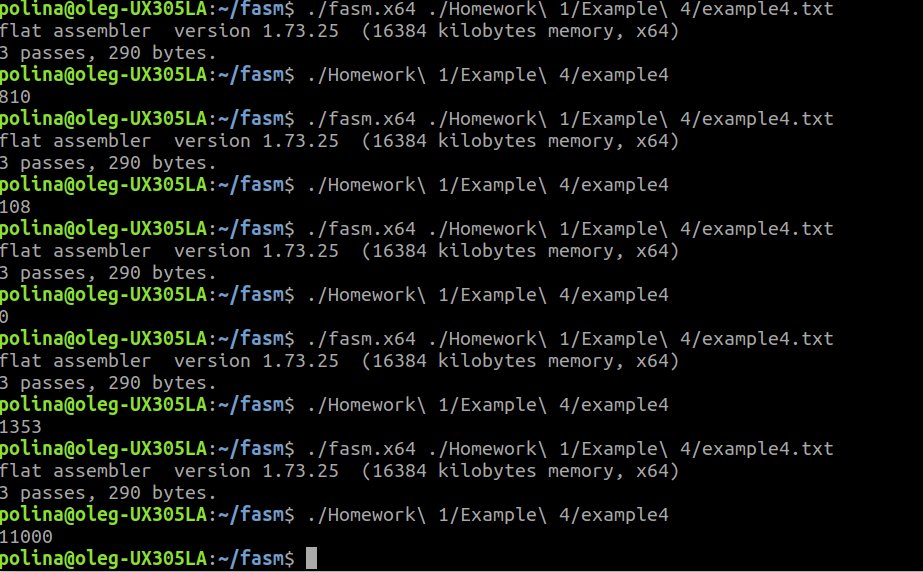 polina@oleg-UX305LA:~/fasm$ ./fasm.x64 ./Homework\ 1/Example\ 4/example4.txt
flat assembler  version 1.73.25  (16384 kilobytes memory, x64)
3 passes, 290 bytes.
polina@oleg-UX305LA:~/fasm$ ./Homework\ 1/Example\ 4/example4
810
polina@oleg-UX305LA:~/fasm$ ./fasm.x64 ./Homework\ 1/Example\ 4/example4.txt
flat assembler  version 1.73.25  (16384 kilobytes memory, x64)
3 passes, 290 bytes.
polina@oleg-UX305LA:~/fasm$ ./Homework\ 1/Example\ 4/example4
108
polina@oleg-UX305LA:~/fasm$ ./fasm.x64 ./Homework\ 1/Example\ 4/example4.txt
flat assembler  version 1.73.25  (16384 kilobytes memory, x64)
3 passes, 290 bytes.
polina@oleg-UX305LA:~/fasm$ ./Homework\ 1/Example\ 4/example4
0
polina@oleg-UX305LA:~/fasm$ ./fasm.x64 ./Homework\ 1/Example\ 4/example4.txt
flat assembler  version 1.73.25  (16384 kilobytes memory, x64)
3 passes, 290 bytes.
polina@oleg-UX305LA:~/fasm$ ./Homework\ 1/Example\ 4/example4
1353
polina@oleg-UX305LA:~/fasm$ ./fasm.x64 ./Homework\ 1/Example\ 4/example4.txt
flat assembler  version 1.73.25  (16384 kilobytes memory, x64)
3 passes, 290 bytes.
polina@oleg-UX305LA:~/fasm$ ./Homework\ 1/Example\ 4/example4
11000
polina@oleg-UX305LA:~/fasm$